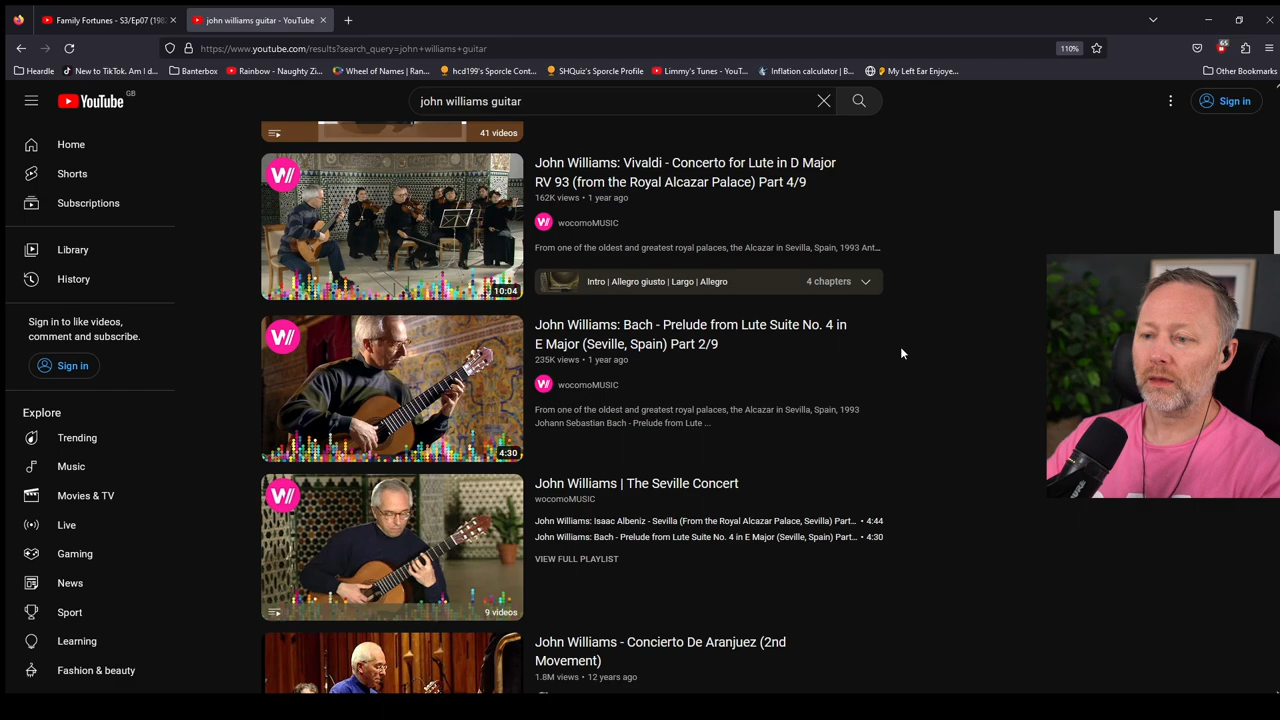 Family Fortunes - S3/Ep07 (198
john williams guitar - YouTube
https://www.youtube.com/results?search_query=john+williams+guitar
110%
65
Heardle
New to TikTok, Am I d...
Banterbox
Rainbow - Naughty Zi...
Wheel of Names | Ran...
hcd199's Sporcle Cont...
SHQuiz's Sporcle Profile
Limmy's Tunes - YouT...
Inflation calculator | B...
My Left Ear Enjoye...
Other Bookmarks
YouTube GB
john williams guitar
Sign in
Home
Shorts
Subscriptions
Library
History
Sign in to like videos,
comment and subscribe.
Sign in
Explore
Trending
Music
Movies & TV
Live
Gaming
News
Sport
Learning
Fashion & beauty
41 videos
W
10:04
John Williams: Vivaldi - Concerto for Lute in D Major
RV 93 (from the Royal Alcazar Palace) Part 4/9
162K views • 1 year ago
W wocomoMUSIC
From one of the oldest and greatest royal palaces, the Alcazar in Sevilla, Spain, 1993 Ant...
Intro | Allegro giusto | Largo | Allegro
4 chapters
W
4:30
John Williams: Bach - Prelude from Lute Suite No. 4 in
E Major (Seville, Spain) Part 2/9
235K views • 1 year ago
W wocomoMUSIC
From one of the oldest and greatest royal palaces, the Alcazar in Sevilla, Spain, 1993
Johann Sebastian Bach - Prelude from Lute ...
W
9 videos
John Williams | The Seville Concert
wocomoMUSIC
John Williams: Isaac Albeniz - Sevilla (From the Royal Alcazar Palace, Sevilla) Part... • 4:44
John Williams: Bach - Prelude from Lute Suite No. 4 in E Major (Seville, Spain) Part... • 4:30
VIEW FULL PLAYLIST
John Williams - Concierto De Aranjuez (2nd
Movement)
1.8M views • 12 years ago